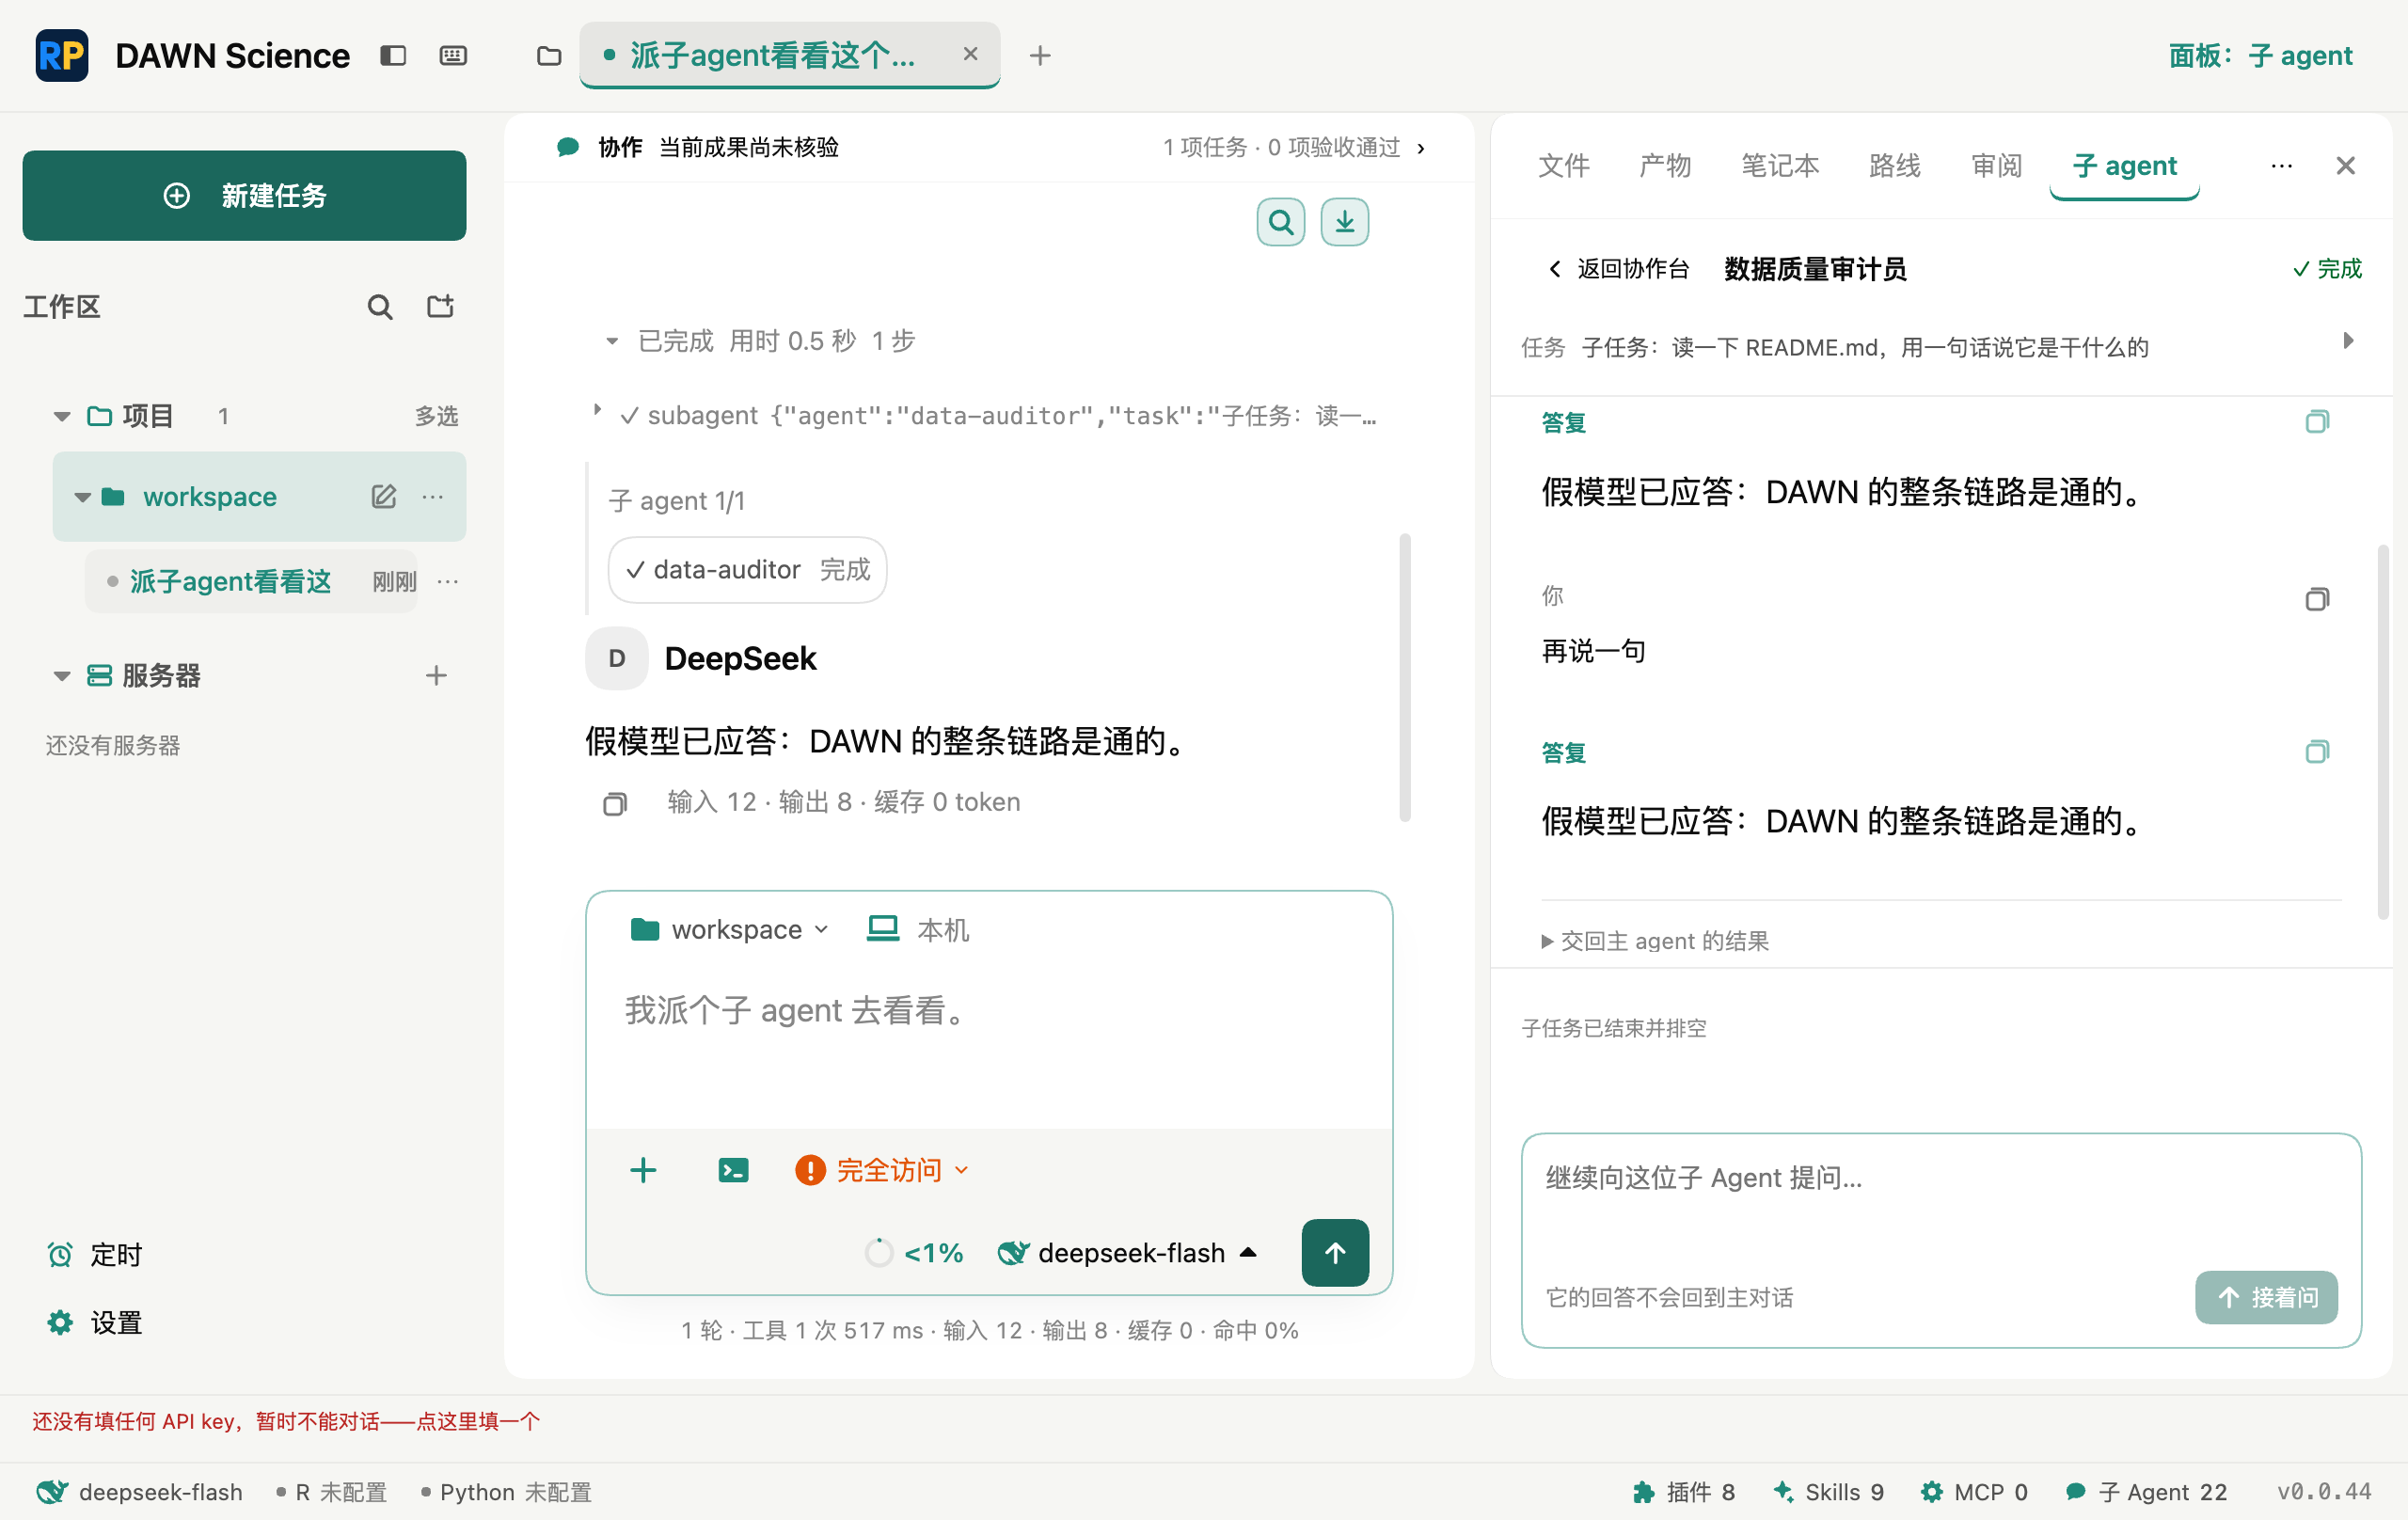 RP DAWN Science
派子agent看看这个...
面板：子 agent
新建任务
工作区
项目 1 多选
workspace
派子agent看看这 刚刚
服务器
还没有服务器
定时
设置
协作 当前成果尚未核验 1 项任务 · 0 项验收通过
已完成 用时 0.5 秒 1 步
subagent {"agent":"data-auditor","task":"子任务：读一…
子 agent 1/1
data-auditor 完成
D DeepSeek
假模型已应答：DAWN 的整条链路是通的。
输入 12 · 输出 8 · 缓存 0 token
workspace 本机
我派个子 agent 去看看。
完全访问
<1% deepseek-flash
1 轮 · 工具 1 次 517 ms · 输入 12 · 输出 8 · 缓存 0 · 命中 0%
文件 产物 笔记本 路线 审阅 子 agent
返回协作台 数据质量审计员 完成
任务 子任务：读一下 README.md，用一句话说它是干什么的
答复
假模型已应答：DAWN 的整条链路是通的。
你
再说一句
答复
假模型已应答：DAWN 的整条链路是通的。
交回主 agent 的结果
子任务已结束并排空
继续向这位子 Agent 提问...
它的回答不会回到主对话 接着问
还没有填任何 API key，暂时不能对话——点这里填一个
deepseek-flash R 未配置 Python 未配置 插件 8 Skills 9 MCP 0 子 Agent 22 v0.0.44